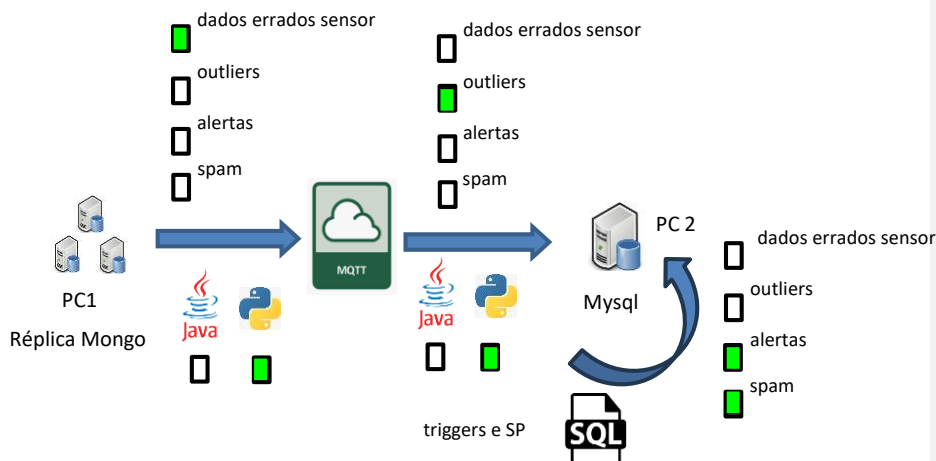 dados errados sensor
outliers
alertas
spam
dados errados sensor
outliers
alertas
spam
PC1
Réplica Mongo
MQTT
Java
Java
PC 2
Mysql
dados errados sensor
outliers
alertas
spam
triggers e SP
SQL